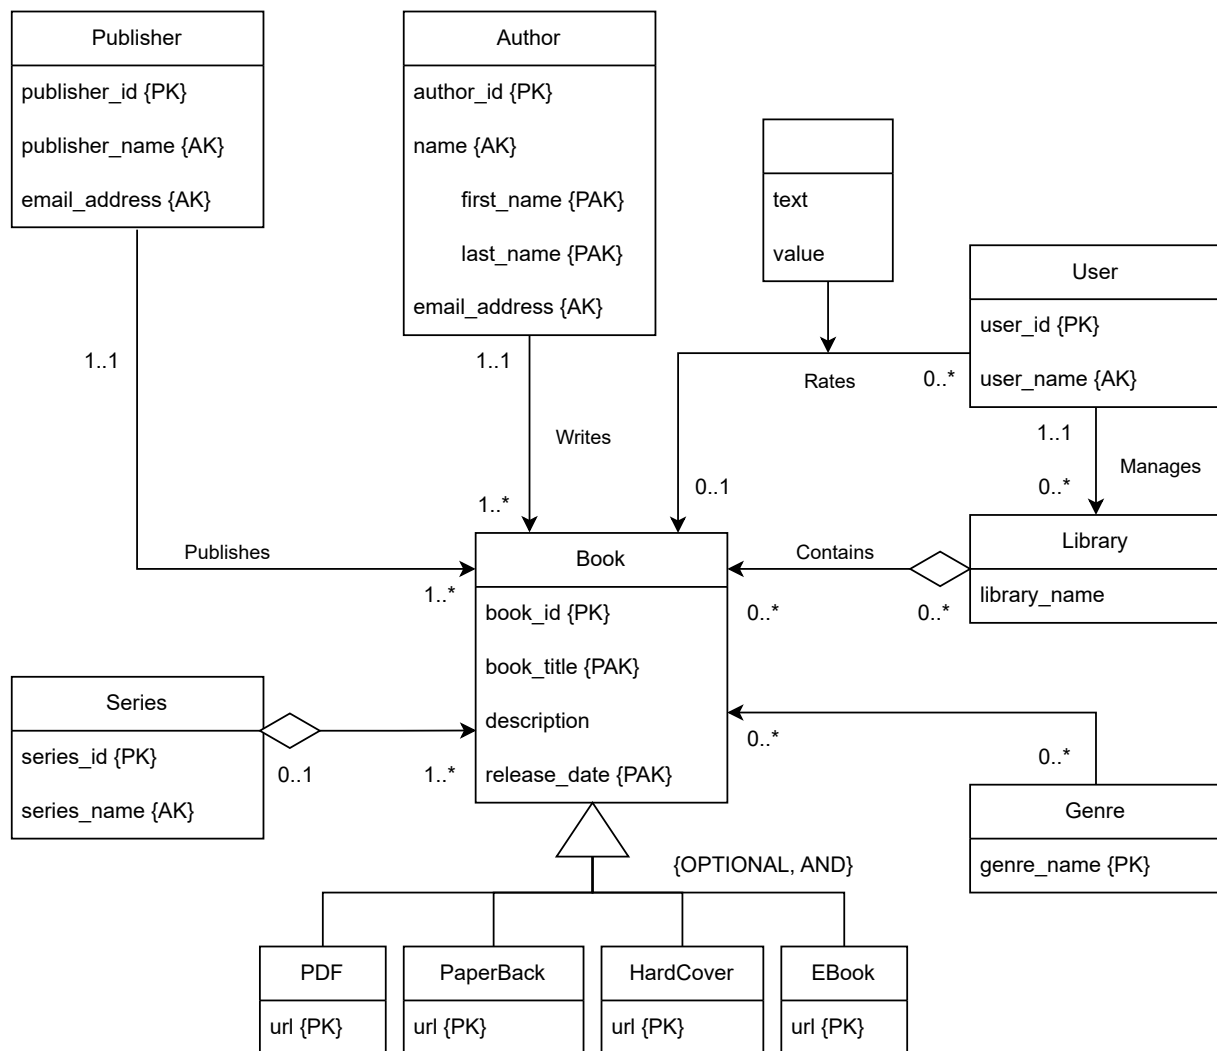 Publisher
publisher_id {PK}
publisher_name {AK}
email_address {AK}
Author
author_id {PK}
name {AK}
first_name {PAK}
last_name {PAK}
email_address {AK}
text
value
User
user_id {PK}
user_name {AK}
1..1
1..1
Rates
0..*
1..1
Writes
Manages
0..1
0..*
1..*
Publishes
1..*
Book
book_id {PK}
book_title {PAK}
description
release_date {PAK}
Contains
0..*
0..*
Library
library_name
Series
series_id {PK}
series_name {AK}
0..1
1..*
0..*
0..*
Genre
genre_name {PK}
{OPTIONAL, AND}
PDF
url {PK}
PaperBack
url {PK}
HardCover
url {PK}
EBook
url {PK}